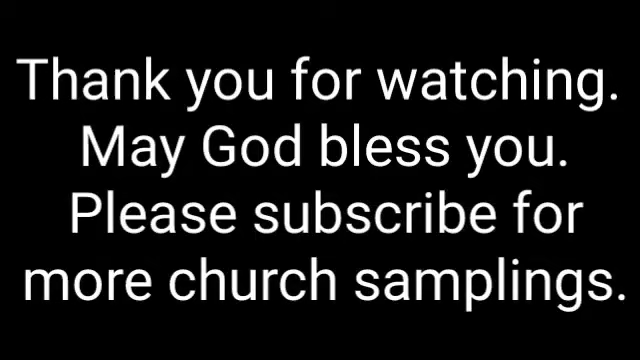 Thank you for watching.
May God bless you.
Please subscribe for
more church samplings.